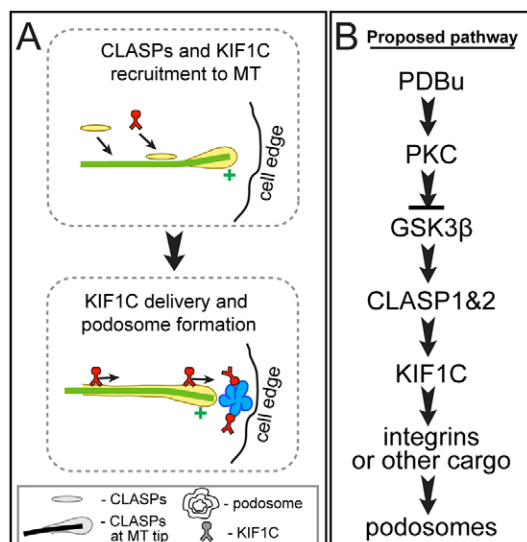 A
CLASPs and KIF1C
recruitment to MT
+
cell edge
KIF1C delivery and
podosome formation
+
cell edge
- CLASPs
- CLASPs
at MT tip
- podosome
- KIF1C
B
Proposed pathway
PDBu
PKC
GSK3β
CLASP1&2
KIF1C
integrins
or other cargo
podosomes